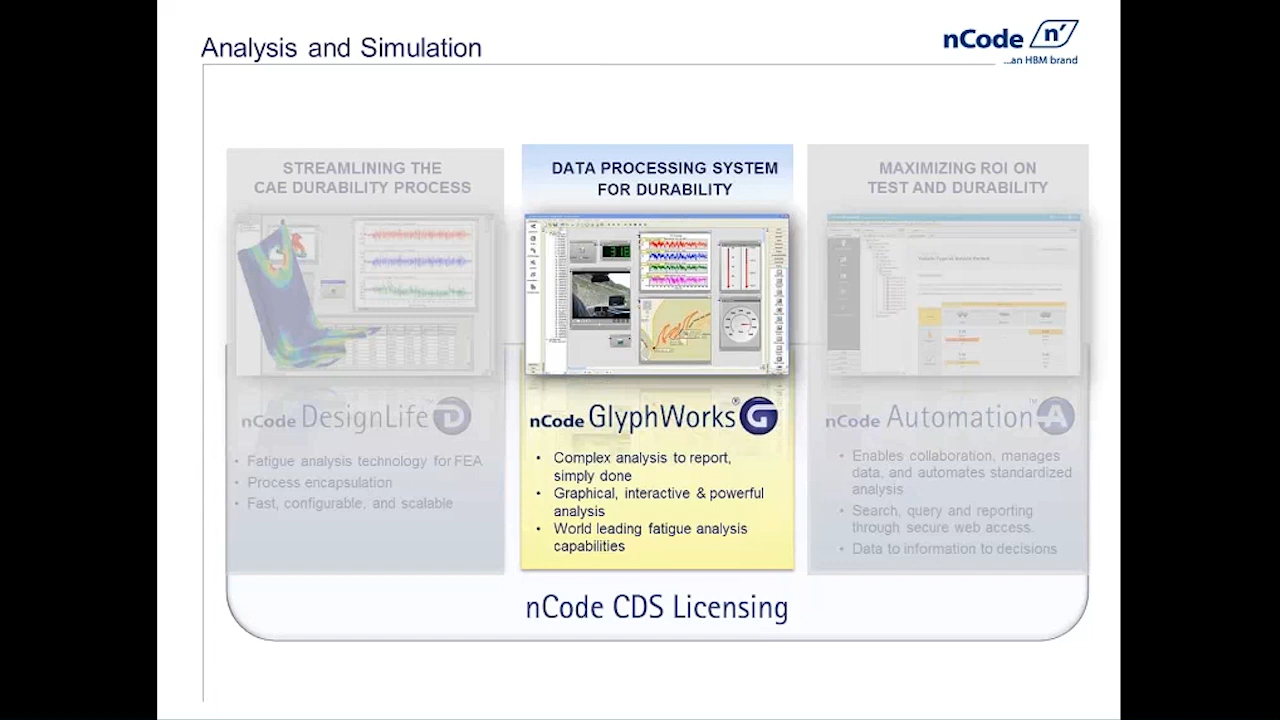 Analysis and Simulation
nCode n'
...an HBM brand
STREAMLINING THE
CAE DURABILITY PROCESS
DATA PROCESSING SYSTEM
FOR DURABILITY
MAXIMIZING ROI ON
TEST AND DURABILITY
nCode DesignLife™ D
• Fatigue analysis technology for FEA
• Process encapsulation
• Fast, configurable, and scalable
nCode GlyphWorks® G
• Complex analysis to report,
simply done
• Graphical, interactive & powerful
analysis
• World leading fatigue analysis
capabilities
nCode Automation™ A
• Enables collaboration, manages
data, and automates standardized
analysis
• Search, query and reporting
through secure web access.
• Data to information to decisions
nCode CDS Licensing